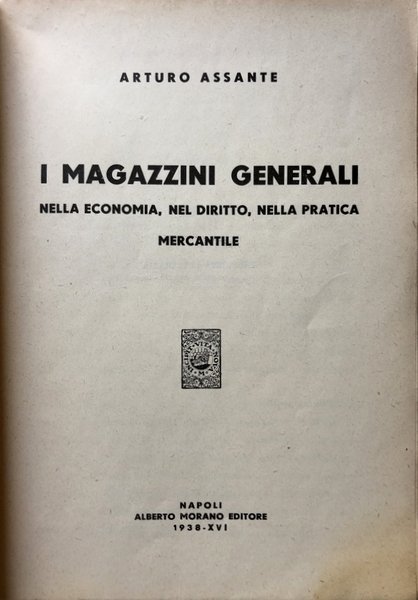 ARTURO ASSANTE
I MAGAZZINI GENERALI
NELLA ECONOMIA, NEL DIRITTO, NELLA PRATICA
MERCANTILE
NAPOLI
ALBERTO MORANO EDITORE
1938-XVI